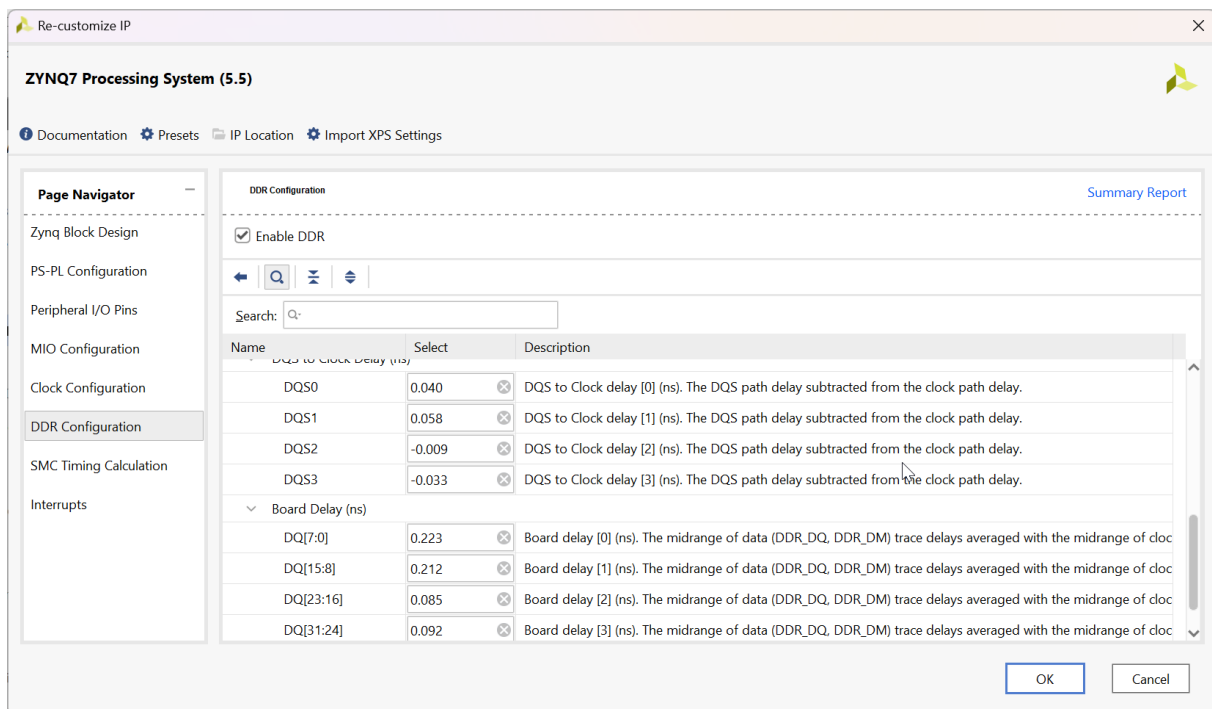 Re-customize IP
ZYNQ7 Processing System (5.5)
Documentation Presets IP Location Import XPS Settings
Page Navigator
Zynq Block Design
PS-PL Configuration
Peripheral I/O Pins
MIO Configuration
Clock Configuration
DDR Configuration
SMC Timing Calculation
Interrupts
DDR Configuration
Summary Report
Enable DDR
Search:
Name Select Description
DQS to Clock Delay (ns)
DQS0 0.040 DQS to Clock delay [0] (ns). The DQS path delay subtracted from the clock path delay.
DQS1 0.058 DQS to Clock delay [1] (ns). The DQS path delay subtracted from the clock path delay.
DQS2 -0.009 DQS to Clock delay [2] (ns). The DQS path delay subtracted from the clock path delay.
DQS3 -0.033 DQS to Clock delay [3] (ns). The DQS path delay subtracted from the clock path delay.
Board Delay (ns)
DQ[7:0] 0.223 Board delay [0] (ns). The midrange of data (DDR_DQ, DDR_DM) trace delays averaged with the midrange of cloc
DQ[15:8] 0.212 Board delay [1] (ns). The midrange of data (DDR_DQ, DDR_DM) trace delays averaged with the midrange of cloc
DQ[23:16] 0.085 Board delay [2] (ns). The midrange of data (DDR_DQ, DDR_DM) trace delays averaged with the midrange of cloc
DQ[31:24] 0.092 Board delay [3] (ns). The midrange of data (DDR_DQ, DDR_DM) trace delays averaged with the midrange of cloc
OK Cancel